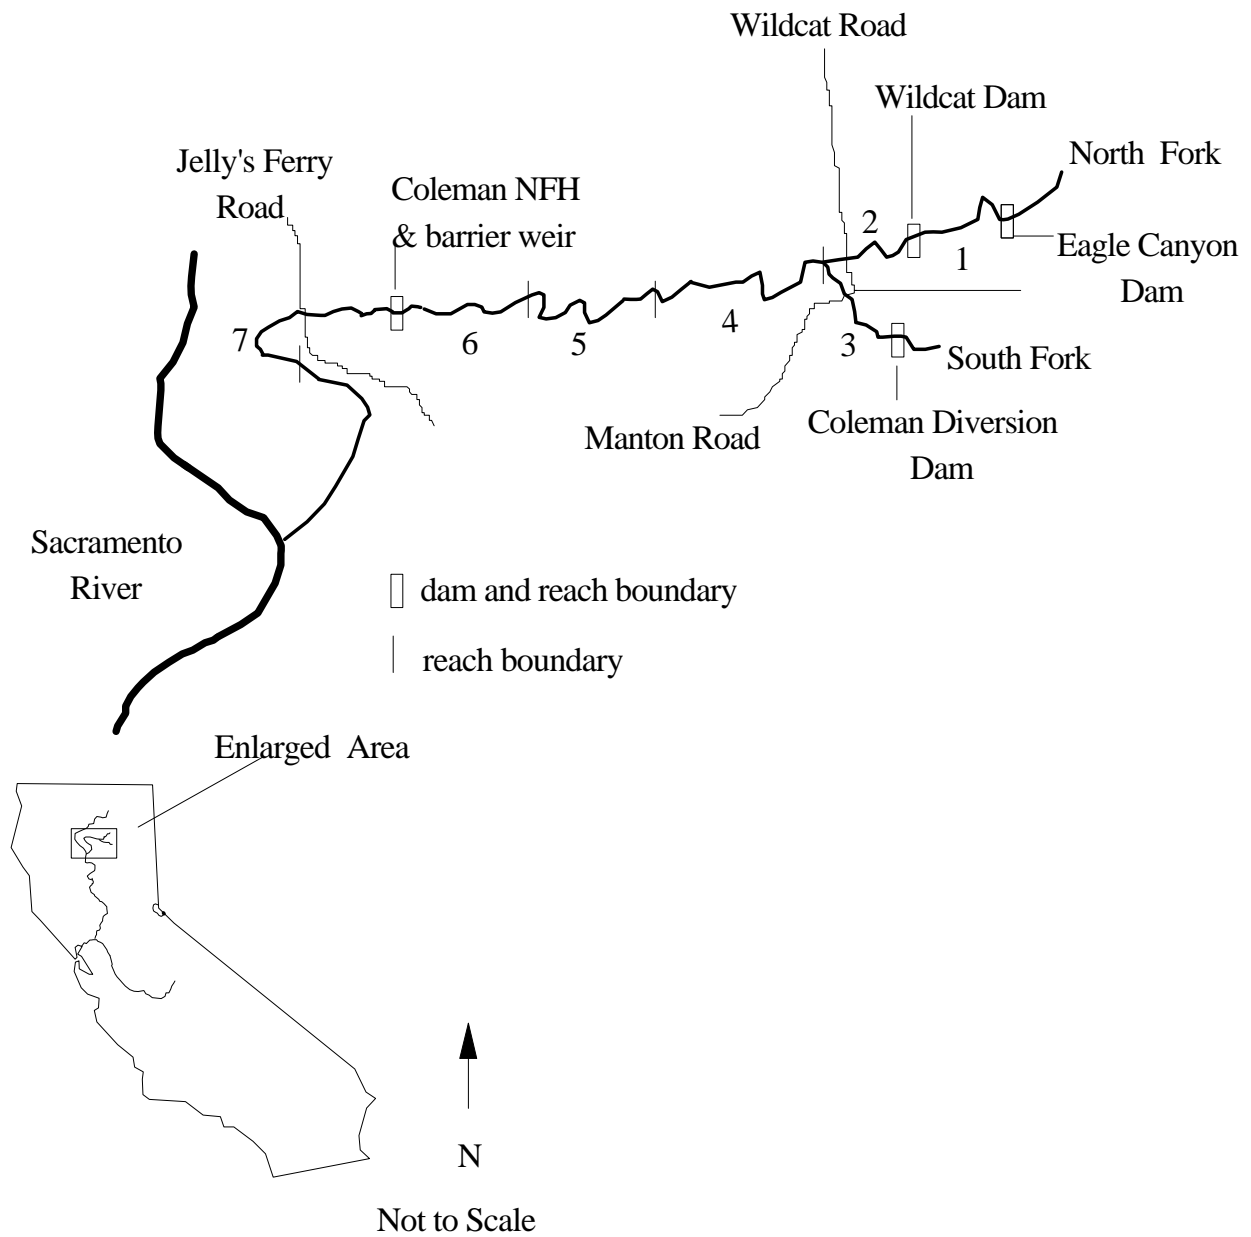 Wildcat Road
Wildcat Dam
North Fork
Jelly's Ferry
Road
Coleman NFH
& barrier weir
2
1
Eagle Canyon
Dam
7
6
5
4
3
South Fork
Manton Road
Coleman Diversion
Dam
Sacramento
River
dam and reach boundary
reach boundary
Enlarged Area
N
Not to Scale